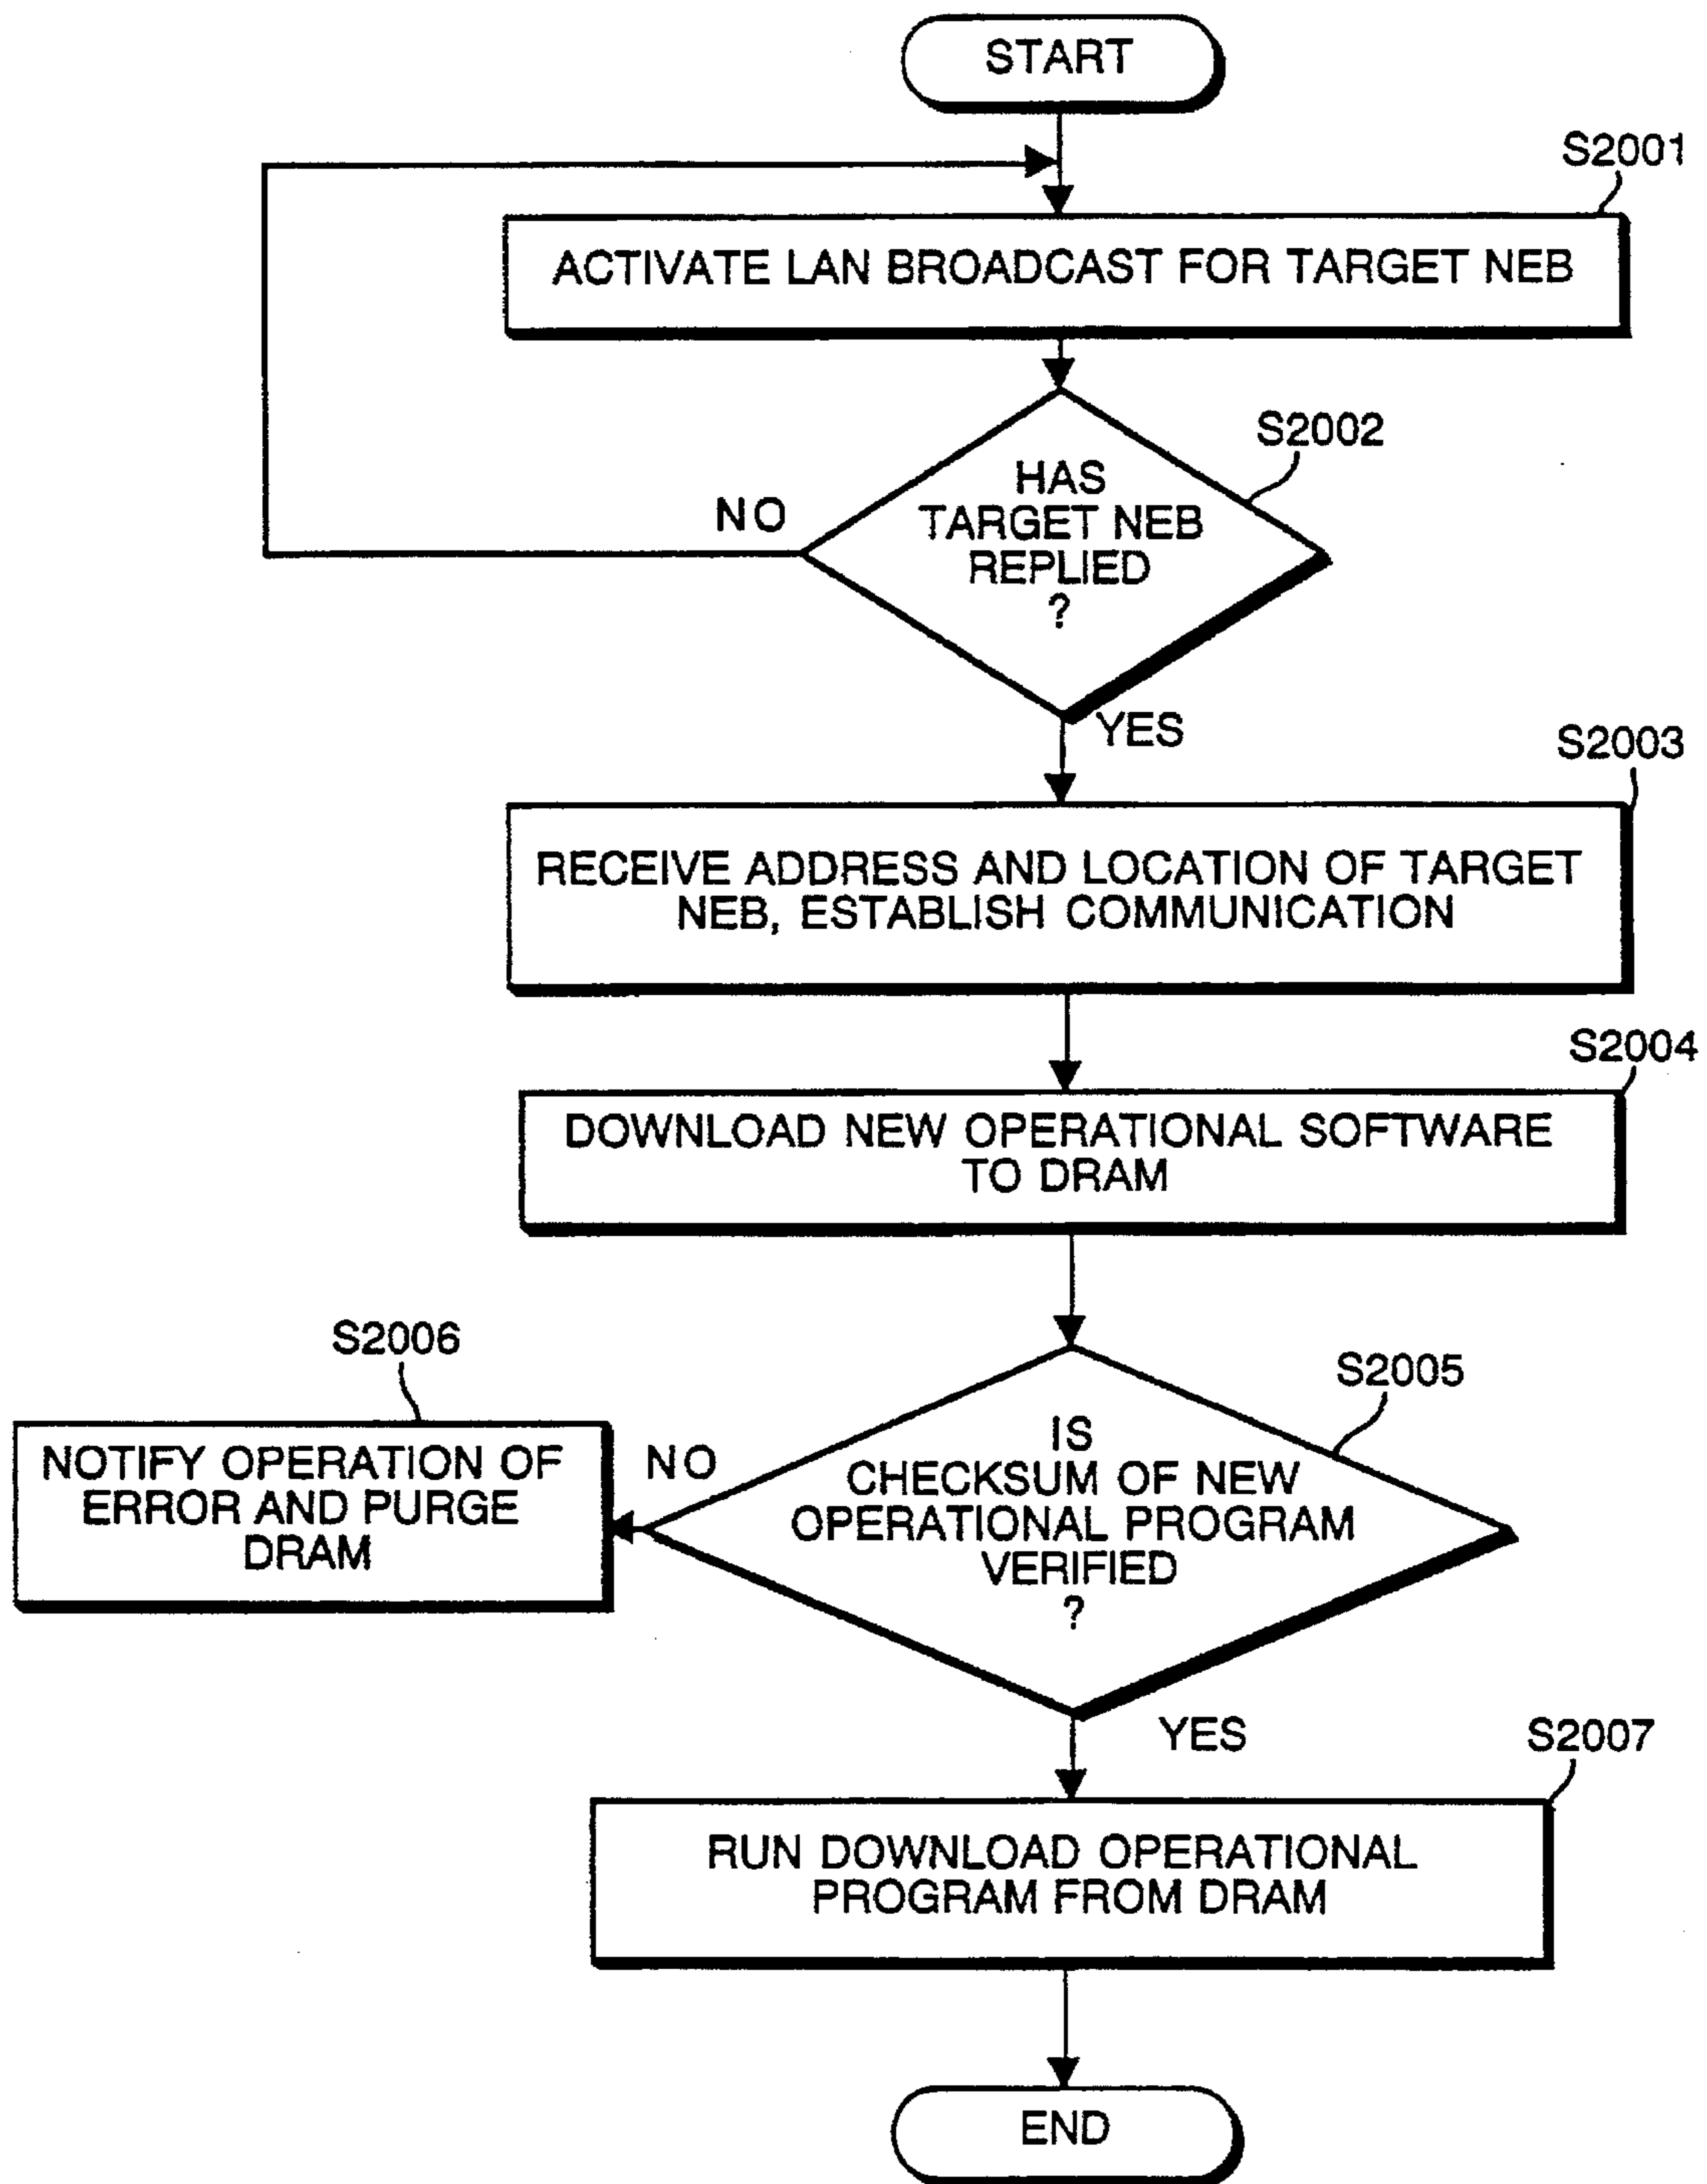 START
S2001
ACTIVATE LAN BROADCAST FOR TARGET NEB
S2002
HAS
TARGET NEB
REPLIED
?
NO
YES
S2003
RECEIVE ADDRESS AND LOCATION OF TARGET
NEB, ESTABLISH COMMUNICATION
S2004
DOWNLOAD NEW OPERATIONAL SOFTWARE
TO DRAM
S2005
IS
CHECKSUM OF NEW
OPERATIONAL PROGRAM
VERIFIED
?
NO
S2006
NOTIFY OPERATION OF
ERROR AND PURGE
DRAM
YES
S2007
RUN DOWNLOAD OPERATIONAL
PROGRAM FROM DRAM
END